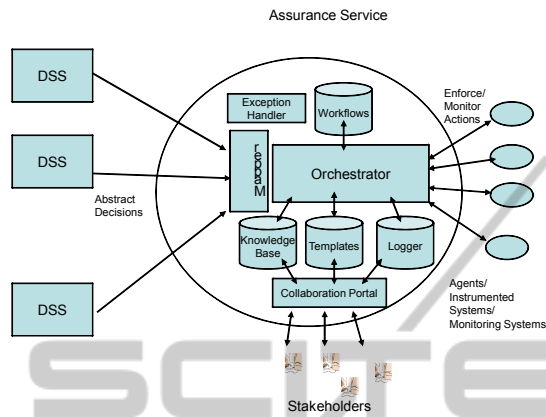 Assurance Service
DSS
DSS
DSS
Abstract
Decisions
Exception
Handler
Workflows
Mapper
Orchestrator
Knowledge
Base
Templates
Logger
Collaboration Portal
Enforce/
Monitor
Actions
Agents/
Instrumented
Systems/
Monitoring Systems
Stakeholders
SCITE